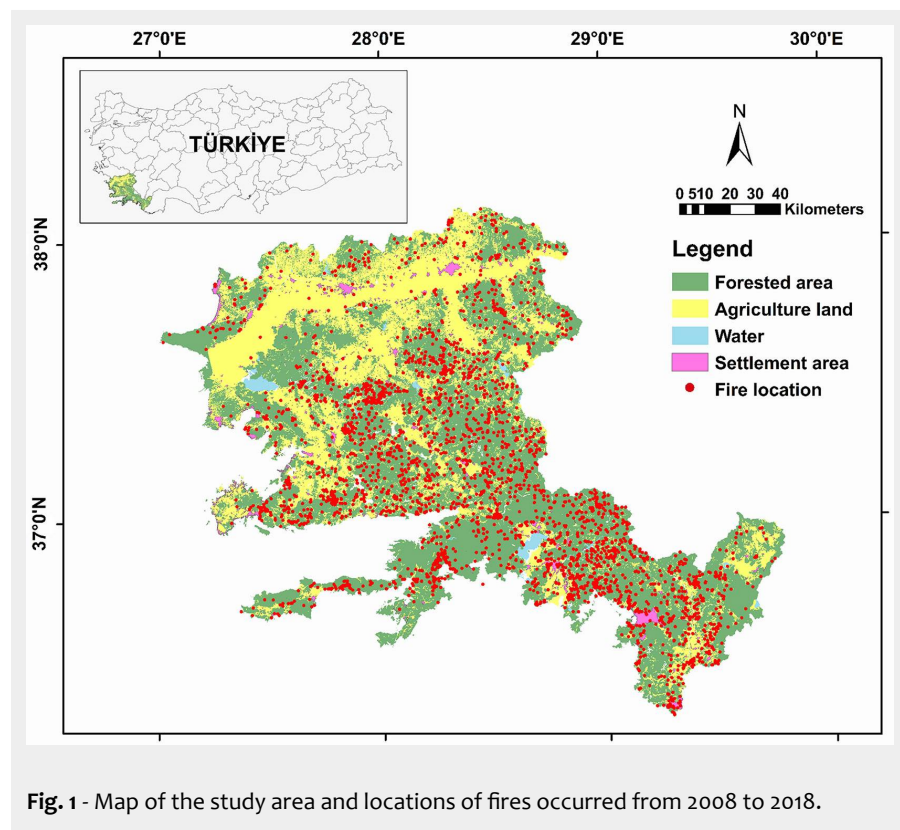 27°0'E 28°0'E 29°0'E 30°0'E
38°0'N
37°0'N
TÜRKİYE
N
0 5 10 20 30 40
Kilometers
Legend
Forested area
Agriculture land
Water
Settlement area
Fire location
Fig. 1 - Map of the study area and locations of fires occurred from 2008 to 2018.